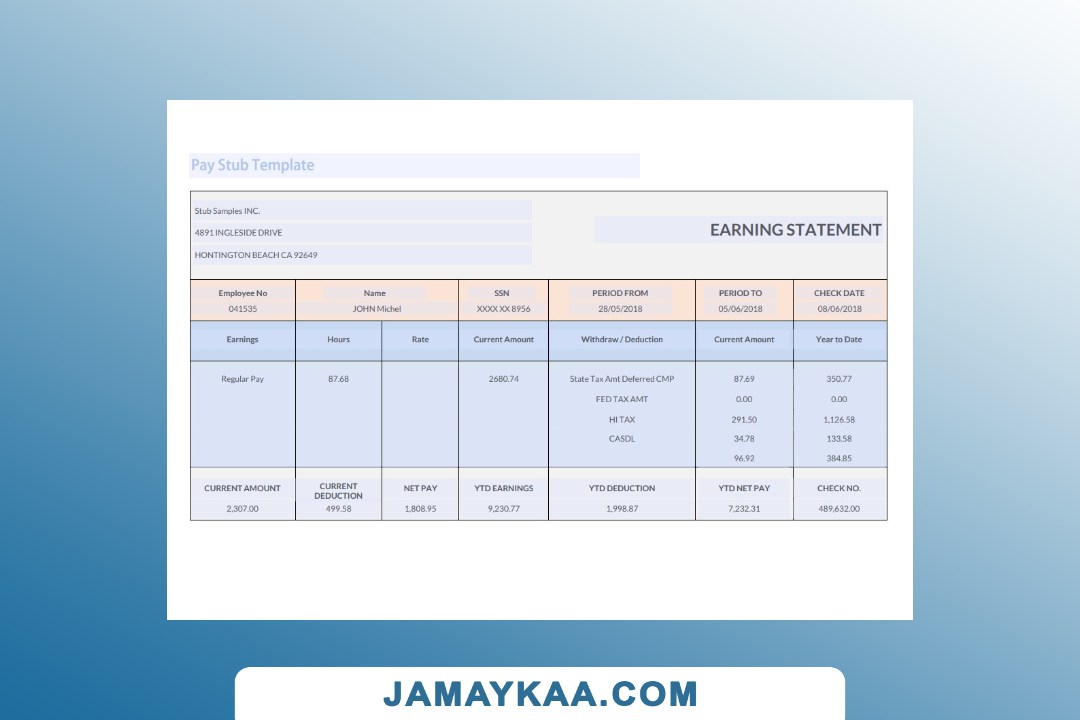 Pay Stub Template
Stub Samples INC.
4891 INGLESIDE DRIVE
EARNING STATEMENT
HONTINGTON BEACH CA 92649
Employee No Name SSN PERIOD FROM PERIOD TO CHECK DATE
041535 JOHN Michel XXXX XX 8956 28/05/2018 05/06/2018 08/06/2018
Earnings Hours Rate Current Amount Withdraw / Deduction Current Amount Year to Date
Regular Pay 87.68 2680.74 State Tax Amt Deferred CMP 87.69 350.77
FED TAX AMT 0.00 0.00
HI TAX 291.50 1,126.58
CASDL 34.78 133.58
96.92 384.85
CURRENT AMOUNT CURRENT DEDUCTION NET PAY YTD EARNINGS YTD DEDUCTION YTD NET PAY CHECK NO.
2,307.00 499.58 1,808.95 9,230.77 1,998.87 7,232.31 489,632.00
JAMAYKAA.COM